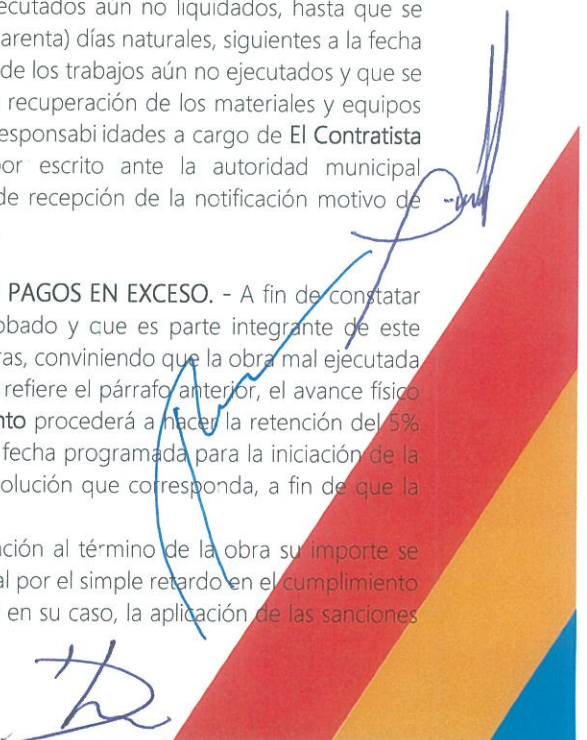 ecutados aún no liquidados, hasta que se
arenta) días naturales, siguientes a la fecha
de los trabajos aún no ejecutados y que se
recuperación de los materiales y equipos
esponsabi idades a cargo de El Contratista
por escrito ante la autoridad municipal
de recepción de la notificación motivo de
PAGOS EN EXCESO. - A fin de constatar
obado y que es parte integrante de este
ras, conviniendo que la obra mal ejecutada
refiere el párrafo anterior, el avance físico
nto procederá a hacer la retención del 5%
fecha programada para la iniciación de la
olución que corresponda, a fin de que la
ación al término de la obra su importe se
al por el simple retardo en el cumplimiento
en su caso, la aplicación de las sanciones